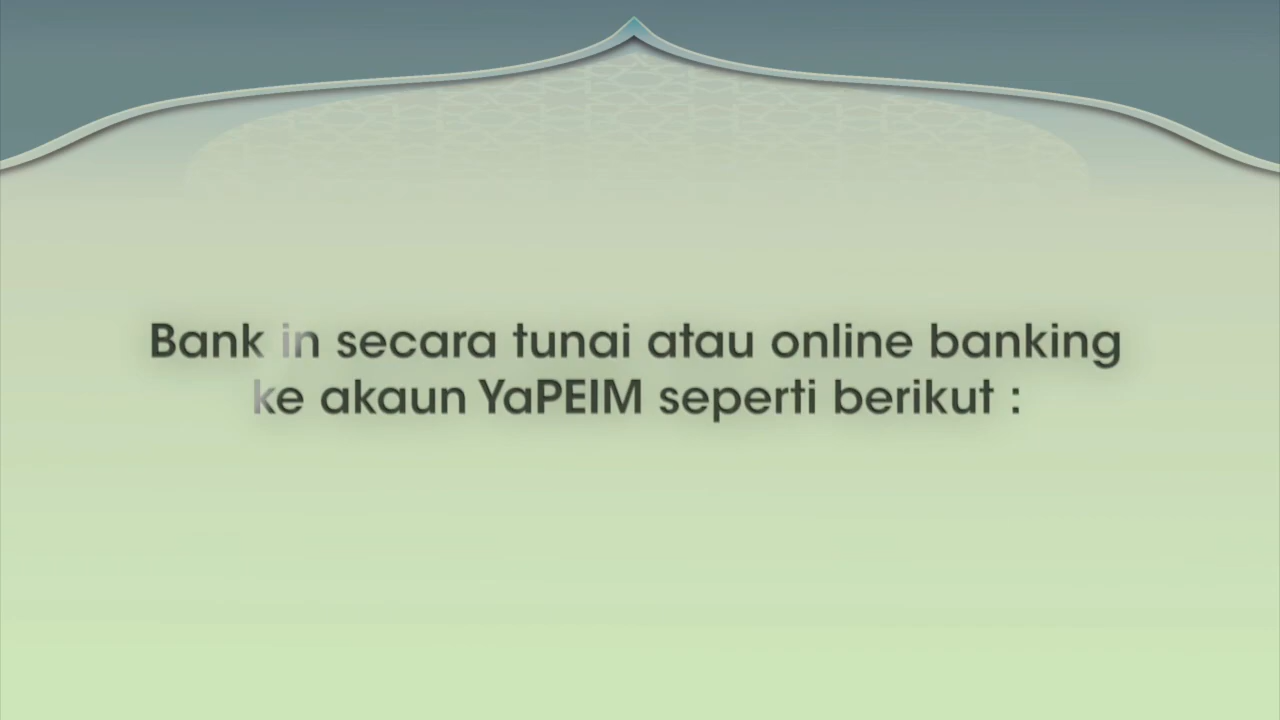 Bank in secara tunai atau online banking
ke akaun YaPEIM seperti berikut :